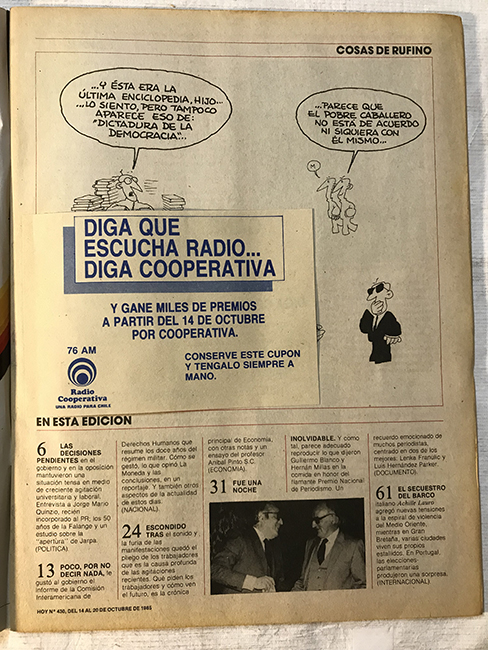 COSAS DE RUFINO
...Y ÉSTA ERA LA
ÚLTIMA ENCICLOPEDIA, HIJO...
...LO SIENTO, PERO TAMPOCO
APARECE ESO DE:
"DICTADURA DE LA
DEMOCRACIA"...
...PARECE QUE
EL POBRE CABALLERO
NO ESTÁ DE ACUERDO
NI SIQUIERA CON
ÉL MISMO...
DIGA QUE
ESCUCHA RADIO...
DIGA COOPERATIVA
Y GANE MILES DE PREMIOS
A PARTIR DEL 14 DE OCTUBRE
POR COOPERATIVA.
76 AM
Radio
Cooperativa
UNA RADIO PARA CHILE
CONSERVE ESTE CUPON
Y TENGALO SIEMPRE A
MANO.
EN ESTA EDICION
6 LAS
DECISIONES
PENDIENTES en el
gobierno y en la oposición
mantuvieron una
situación tensa en medio
de creciente agitación
universitaria y laboral.
Entrevista a Jorge Mario
Quinzio, recién
incorporado al PR; los 50
años de la Falange y un
estudio sobre la
"apertura" de Jarpa.
(POLITICA).
13 POCO, POR NO
DECIR NADA, le
gustó al gobierno el
Informe de la Comisión
Interamericana de
Derechos Humanos que
resume los doce años del
régimen militar. Cómo se
gestó, lo que opinó La
Moneda y las
conclusiones, en un
reportaje. Y también otros
aspectos de la actualidad
de estos días.
(NACIONAL).
24 ESCONDIDO
TRAS el sonido y
la furia de las
manifestaciones quedó el
pliego de los trabajadores
que es la causa profunda
de las agitaciones
recientes. Qué piden los
trabajadores y cómo ven
el futuro, es la crónica
principal de Economía,
con otras notas y un
ensayo del profesor
Aníbal Pinto S.C.
(ECONOMIA).
31 FUE UNA
NOCHE
INOLVIDABLE. Y como
tal, parece adecuado
reproducir lo que dijeron
Guillermo Blanco y
Hernán Millas en la
comida en honor del
flamante Premio Nacional
de Periodismo. Un
recuerdo emocionado de
muchos periodistas,
centrado en dos de los
mejores: Lenka Franulic y
Luis Hernández Parker.
(DOCUMENTO).
61 EL SECUESTRO
DEL BARCO
italiano Achille Lauro
agregó nuevas tensiones
a la espiral de violencia
del Medio Oriente,
mientras en Gran
Bretaña, varias ciudades
viven sus propios
estallidos. En Portugal,
las elecciones
parlamentarias
produjeron una sorpresa.
(INTERNACIONAL)
HOY Nº 430, DEL 14 AL 20 DE OCTUBRE DE 1985